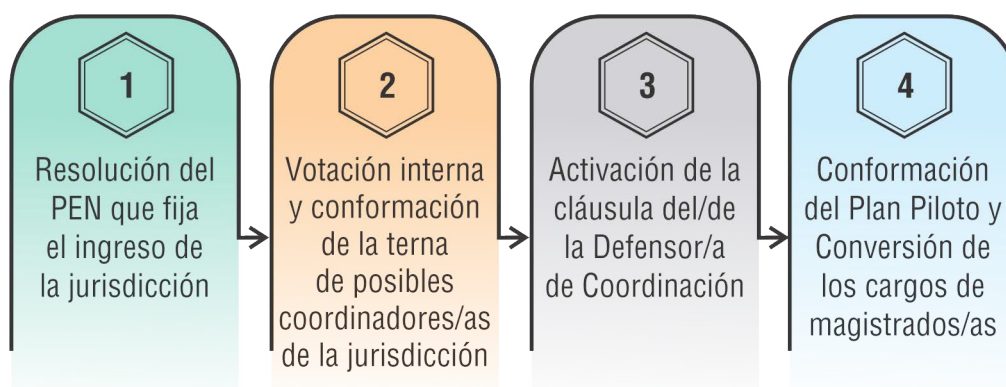 1
Resolución del
PEN que fija
el ingreso de
la jurisdicción
2
Votación interna
y conformación
de la terna
de posibles
coordinadores/as
de la jurisdicción
3
Activación de la
cláusula del/de
la Defensor/a
de Coordinación
4
Conformación
del Plan Piloto y
Conversión de
los cargos de
magistrados/as